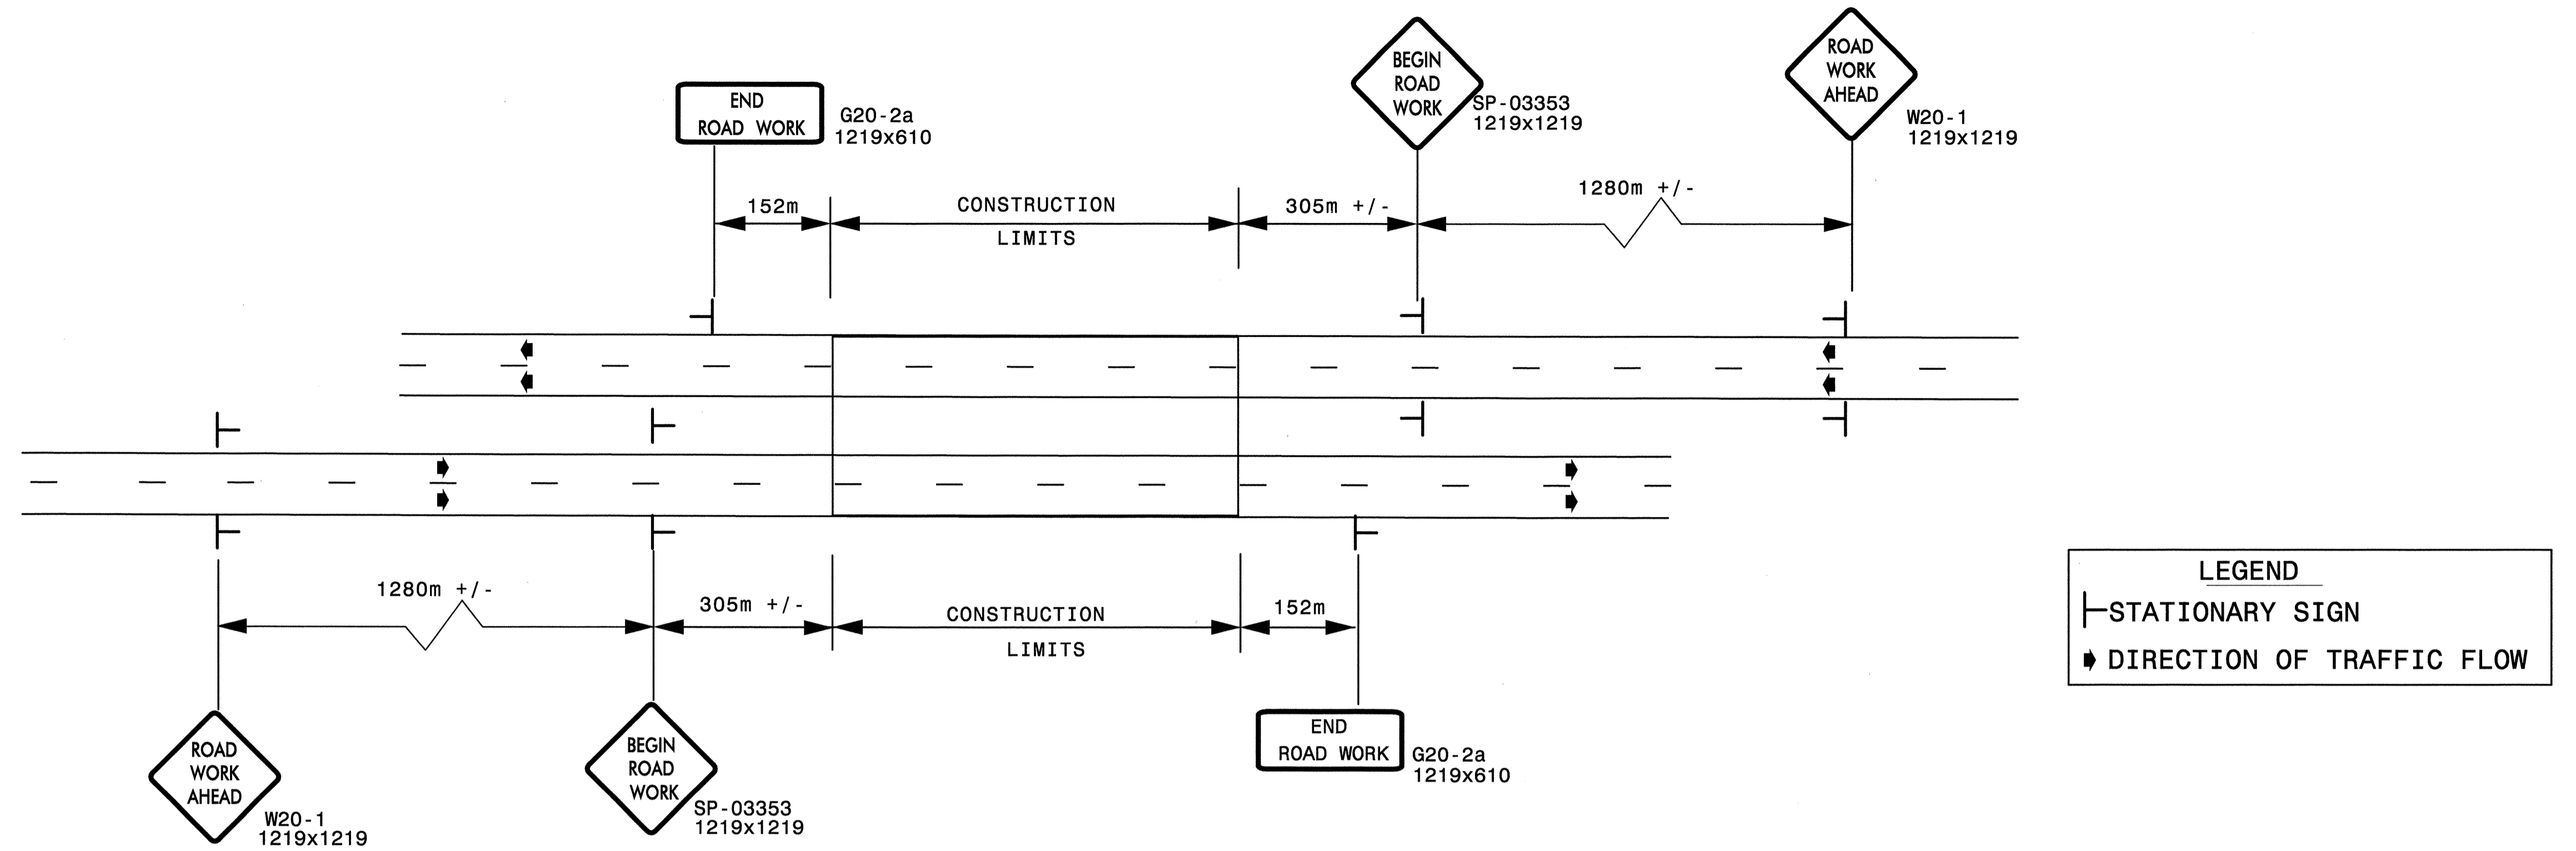 END
ROAD WORK
G20-2a
1219x610
BEGIN
ROAD
WORK
SP-03353
1219x1219
ROAD
WORK
AHEAD
W20-1
1219x1219
152m
CONSTRUCTION
LIMITS
305m +/-
1280m +/-
1280m +/-
305m +/-
CONSTRUCTION
LIMITS
152m
ROAD
WORK
AHEAD
W20-1
1219x1219
BEGIN
ROAD
WORK
SP-03353
1219x1219
END
ROAD WORK
G20-2a
1219x610
LEGEND
STATIONARY SIGN
DIRECTION OF TRAFFIC FLOW